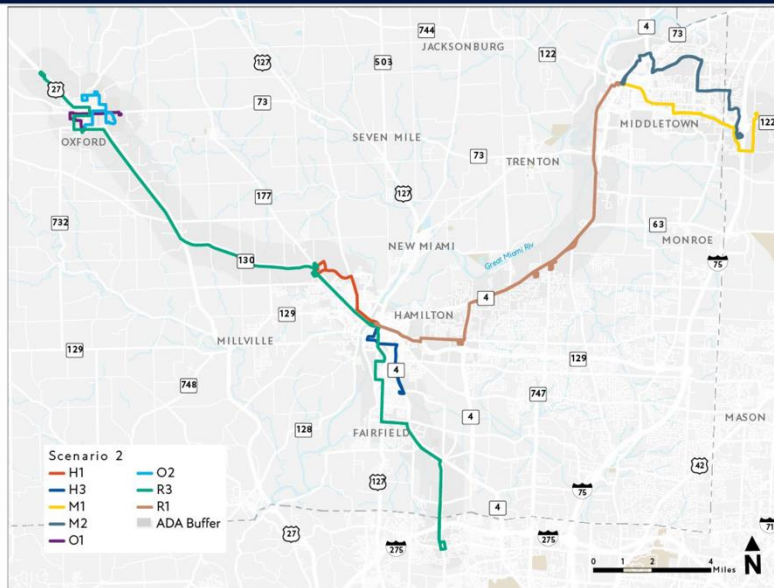 744
4
73
JACKSONBURG
127
503
122
27
73
MIDDLETOWN
122
OXFORD
SEVEN MILE
TRENTON
73
127
177
732
63
NEW MIAMI
MONROE
Great Miami Riv
130
75
4
129
HAMILTON
MILLVILLE
129
129
4
748
747
MASON
4
128
FAIRFIELD
42
127
75
4
27
275
275
71
Scenario 2
H1
O2
H3
R3
M1
R1
M2
ADA Buffer
O1
N
0 1 2 4
Miles